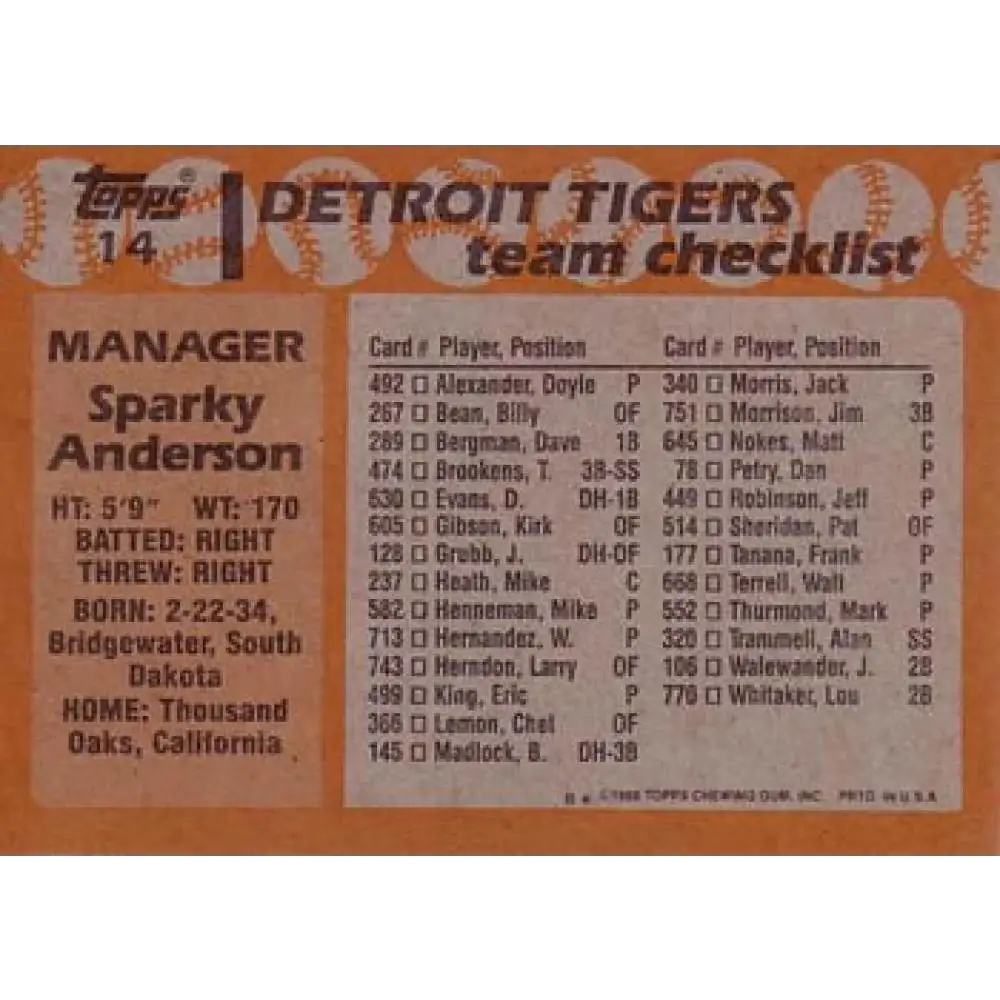 Topps®
14
DETROIT TIGERS
team checklist
MANAGER
Sparky
Anderson
HT: 5'9" WT: 170
BATTED: RIGHT
THREW: RIGHT
BORN: 2-22-34,
Bridgewater, South
Dakota
HOME: Thousand
Oaks, California
Card # Player, Position
492 □ Alexander, Doyle P
267 □ Bean, Billy OF
289 □ Bergman, Dave 1B
474 □ Brookens, T. 3B-SS
630 □ Evans, D. DH-1B
605 □ Gibson, Kirk OF
128 □ Grubb, J. DH-OF
237 □ Heath, Mike C
582 □ Henneman, Mike P
713 □ Hernandez, W. P
743 □ Herndon, Larry OF
499 □ King, Eric P
366 □ Lemon, Chet OF
145 □ Madlock, B. DH-3B
Card # Player, Position
340 □ Morris, Jack P
751 □ Morrison, Jim 3B
645 □ Nokes, Matt C
78 □ Petry, Dan P
449 □ Robinson, Jeff P
514 □ Sheridan, Pat OF
177 □ Tanana, Frank P
668 □ Terrell, Walt P
552 □ Thurmond, Mark P
320 □ Trammell, Alan SS
106 □ Walewander, J. 2B
770 □ Whitaker, Lou 2B
©1988 TOPPS CHEWING GUM, INC. PRTD. IN U.S.A.